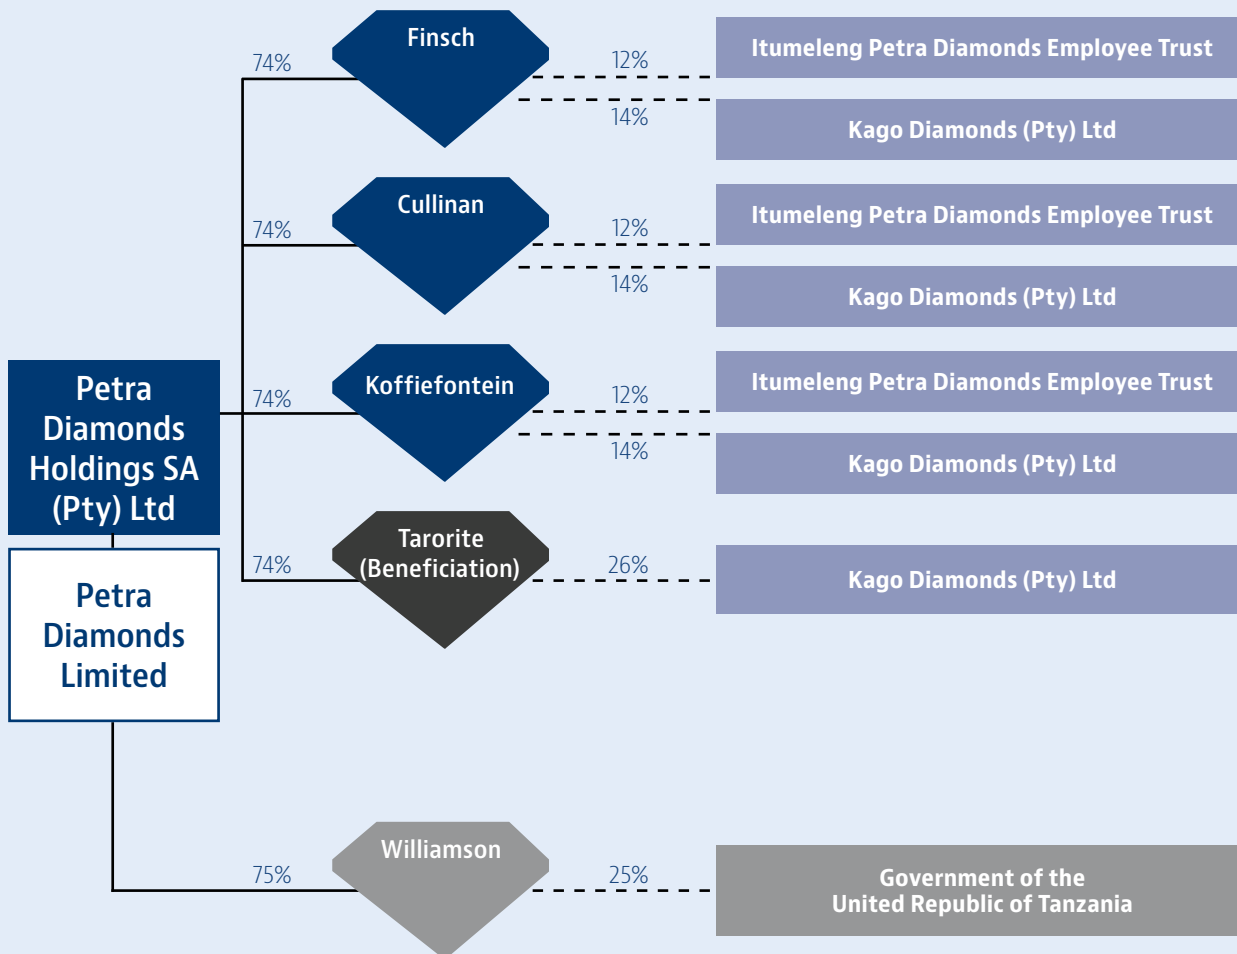 Finsch
74%
12%
Itumeleng Petra Diamonds Employee Trust
14%
Kago Diamonds (Pty) Ltd
Cullinan
74%
12%
Itumeleng Petra Diamonds Employee Trust
14%
Kago Diamonds (Pty) Ltd
Petra
Diamonds
Holdings SA
(Pty) Ltd
Koffiefontein
74%
12%
Itumeleng Petra Diamonds Employee Trust
14%
Kago Diamonds (Pty) Ltd
Tarorite
(Beneficiation)
74%
26%
Kago Diamonds (Pty) Ltd
Petra
Diamonds
Limited
Williamson
75%
25%
Government of the
United Republic of Tanzania